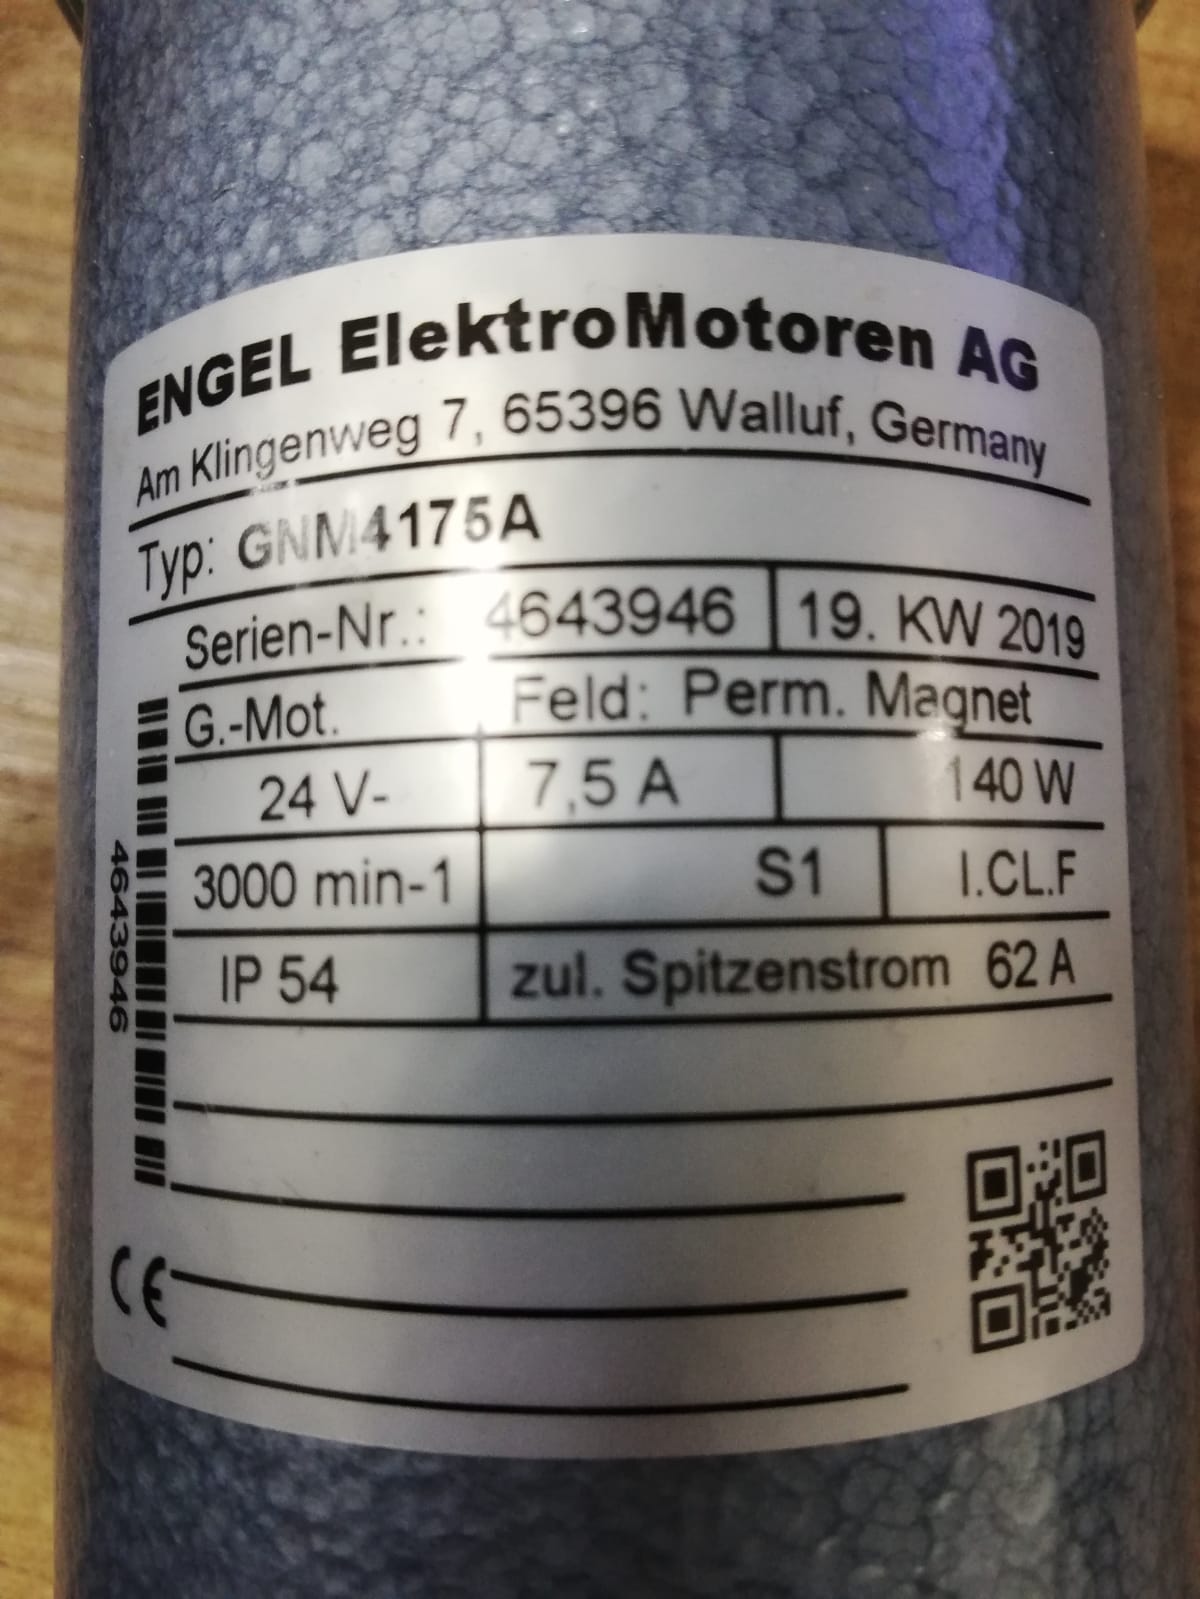 ENGEL ElektroMotoren AG
Am Klingenweg 7, 65396 Walluf, Germany
Typ: GNM4175A
Serien-Nr.: 4643946 19. KW 2019
G.-Mot. Feld: Perm. Magnet
24 V- 7,5 A 140 W
3000 min-1 S1 I.CL.F
IP 54 zul. Spitzenstrom 62 A
4643946
CE